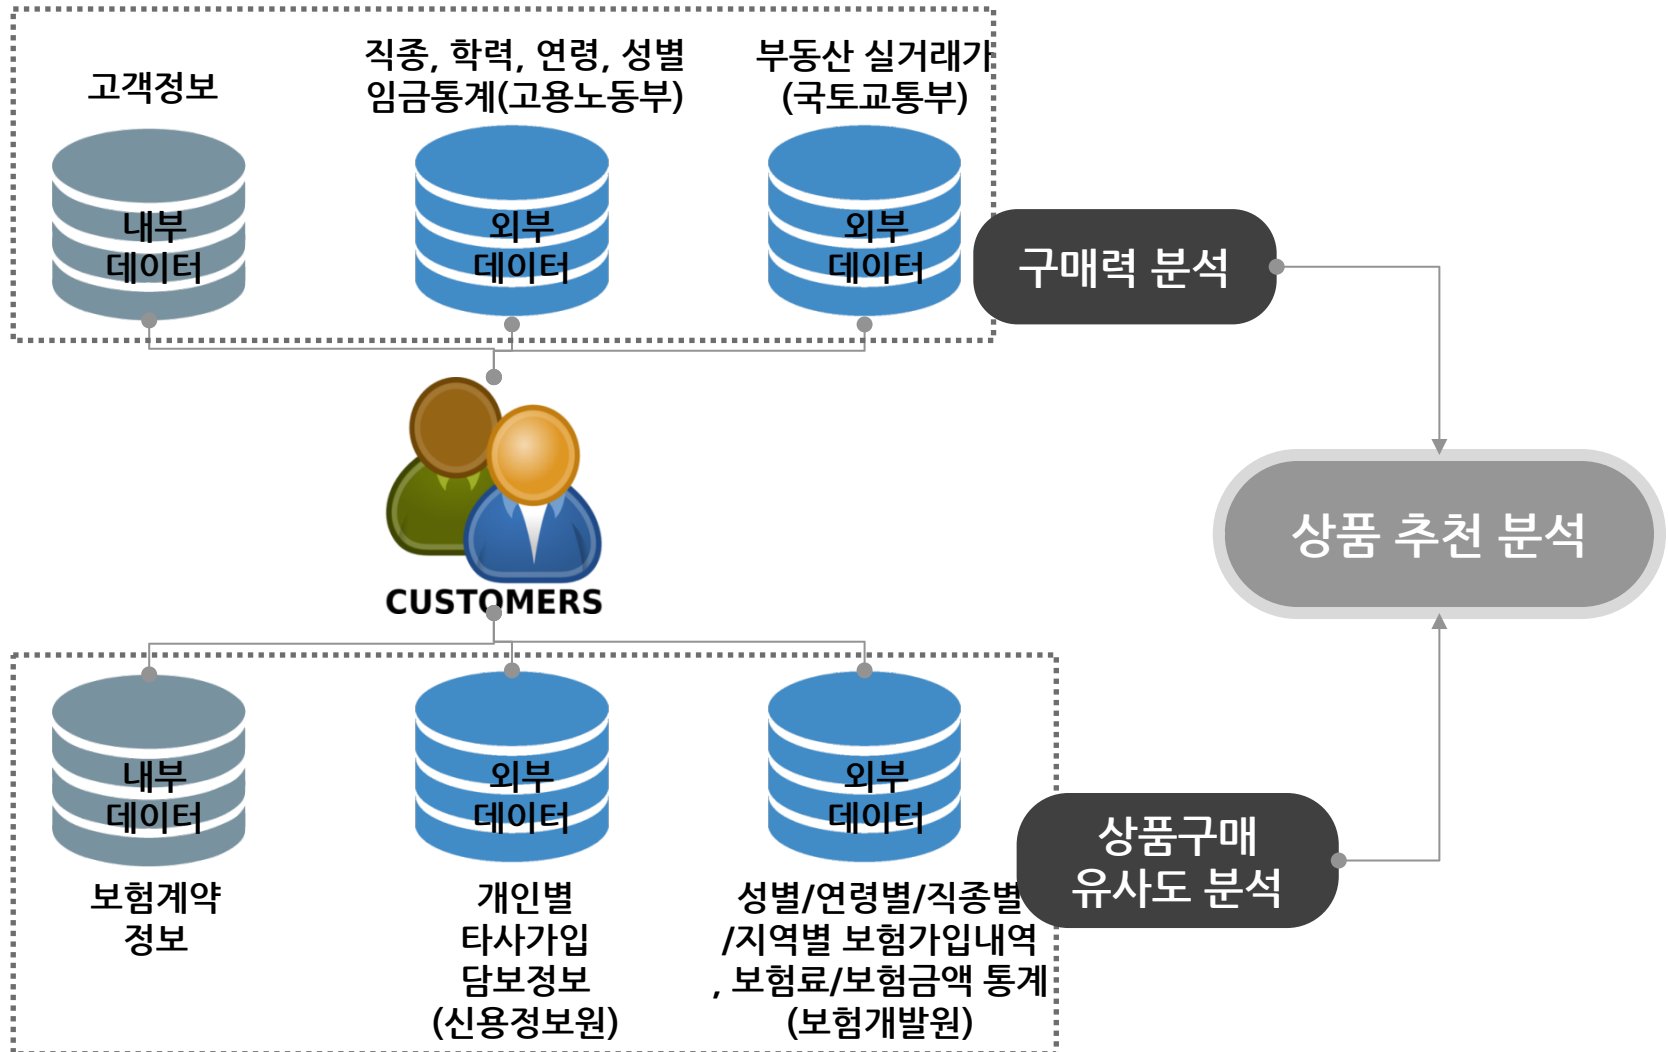 고객정보
직종, 학력, 연령, 성별
임금통계(고용노동부)
부동산 실거래가
(국토교통부)
내부
데이터
외부
데이터
외부
데이터
구매력 분석
CUSTOMERS
상품 추천 분석
내부
데이터
외부
데이터
외부
데이터
상품구매
유사도 분석
보험계약
정보
개인별
타사가입
담보정보
(신용정보원)
성별/연령별/직종별
/지역별 보험가입내역
, 보험료/보험금액 통계
(보험개발원)